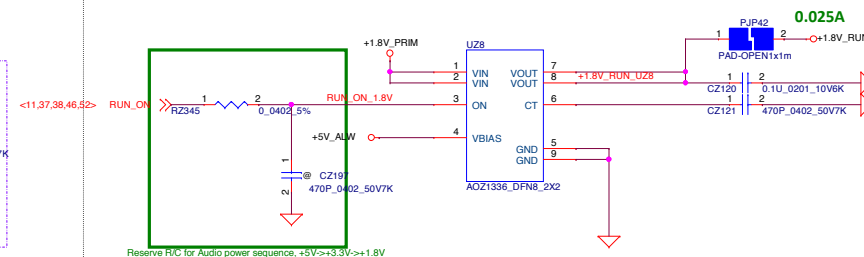 0.025A
PJP42
1 2
+1.8V_RUN
PAD-OPEN1x1m
+1.8V_PRIM
UZ8
1 VIN VOUT 7
2 VIN VOUT 8
+1.8V_RUN_UZ8
CZ120 1 2 0.1U_0201_10V6K
<11,37,38,46,52> RUN_ON
RZ345 1 2 0_0402_5%
RUN_ON_1.8V
3 ON CT 6
CZ121 1 2 470P_0402_50V7K
+5V_ALW
4 VBIAS
GND 5
GND 9
7K
1
@ CZ197
2
470P_0402_50V7K
AOZ1336_DFN8_2X2
Reserve R/C for Audio power sequence, +5V->+3.3V->+1.8V